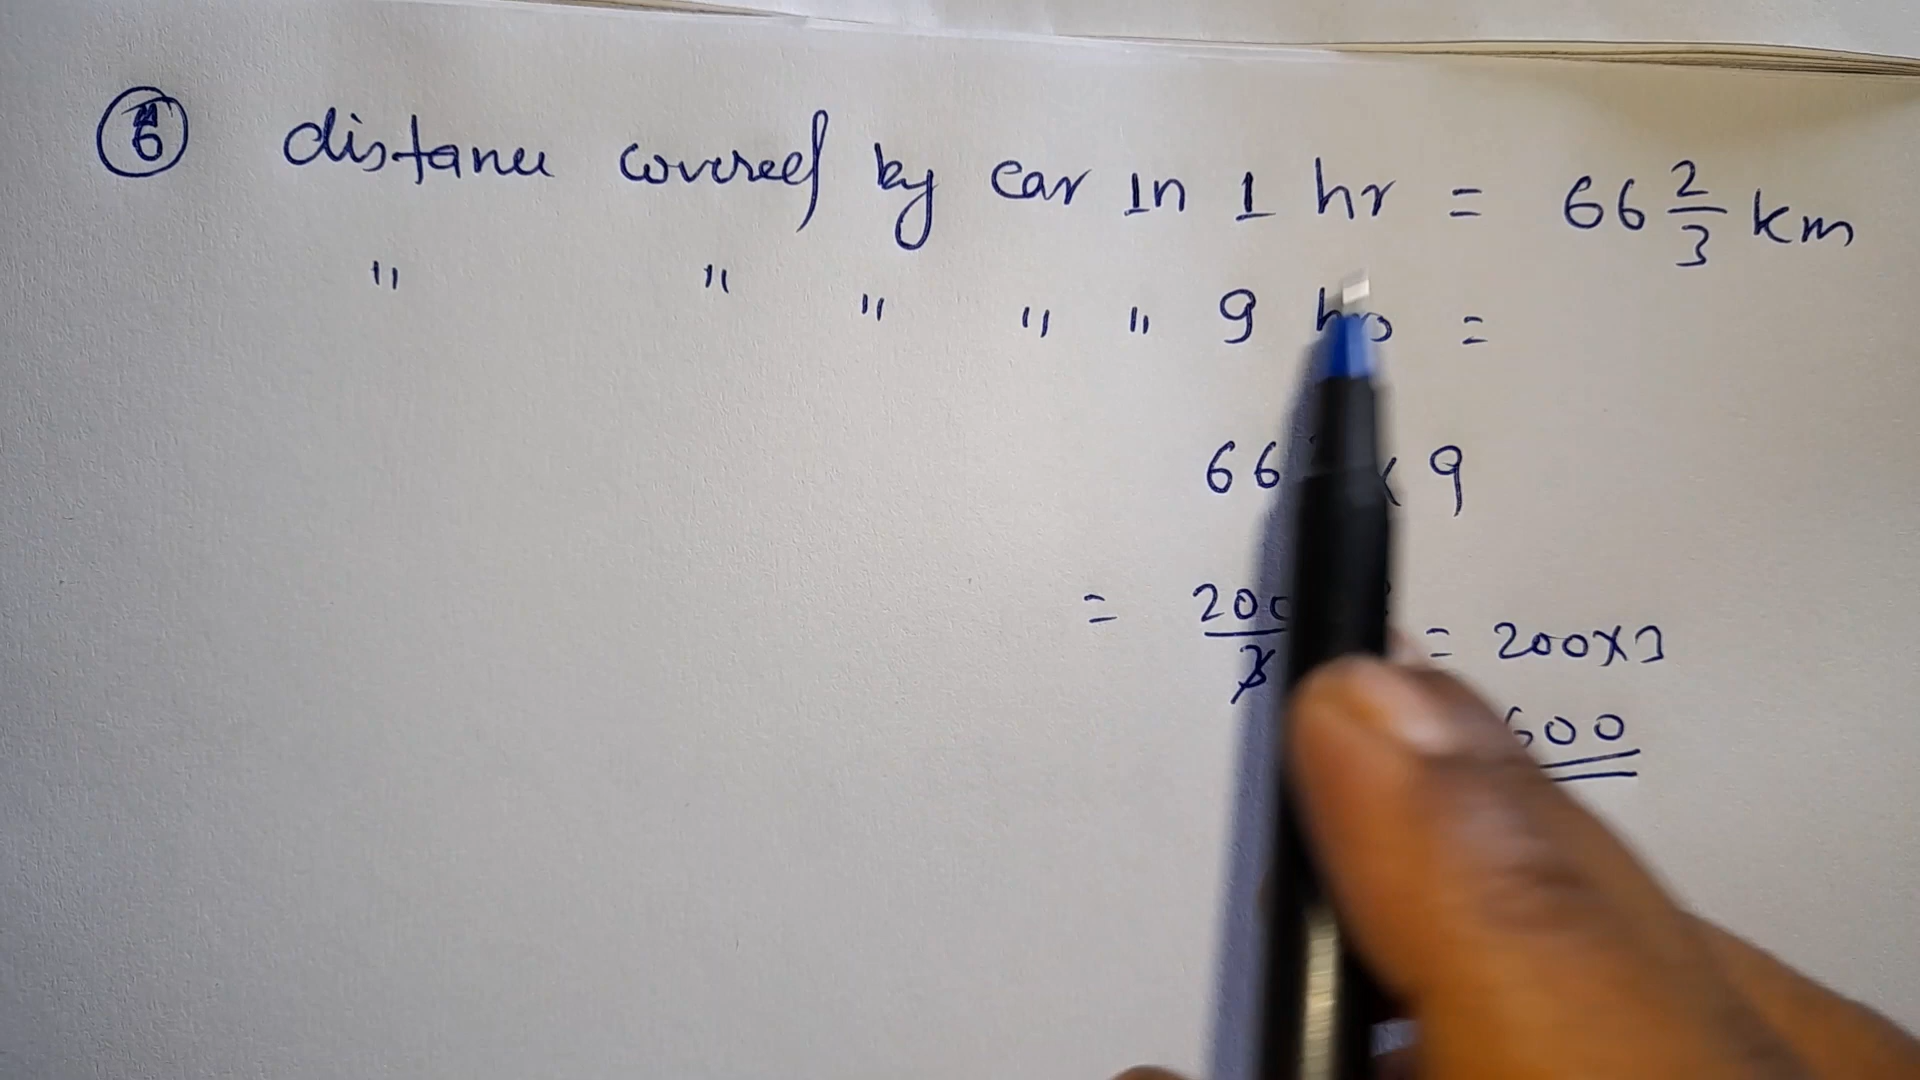 6 distance covered by car in 1 hr = 66 2/3 km
" " " " " 9 hrs =
66 x 9
= 200 = 200x3
3
600